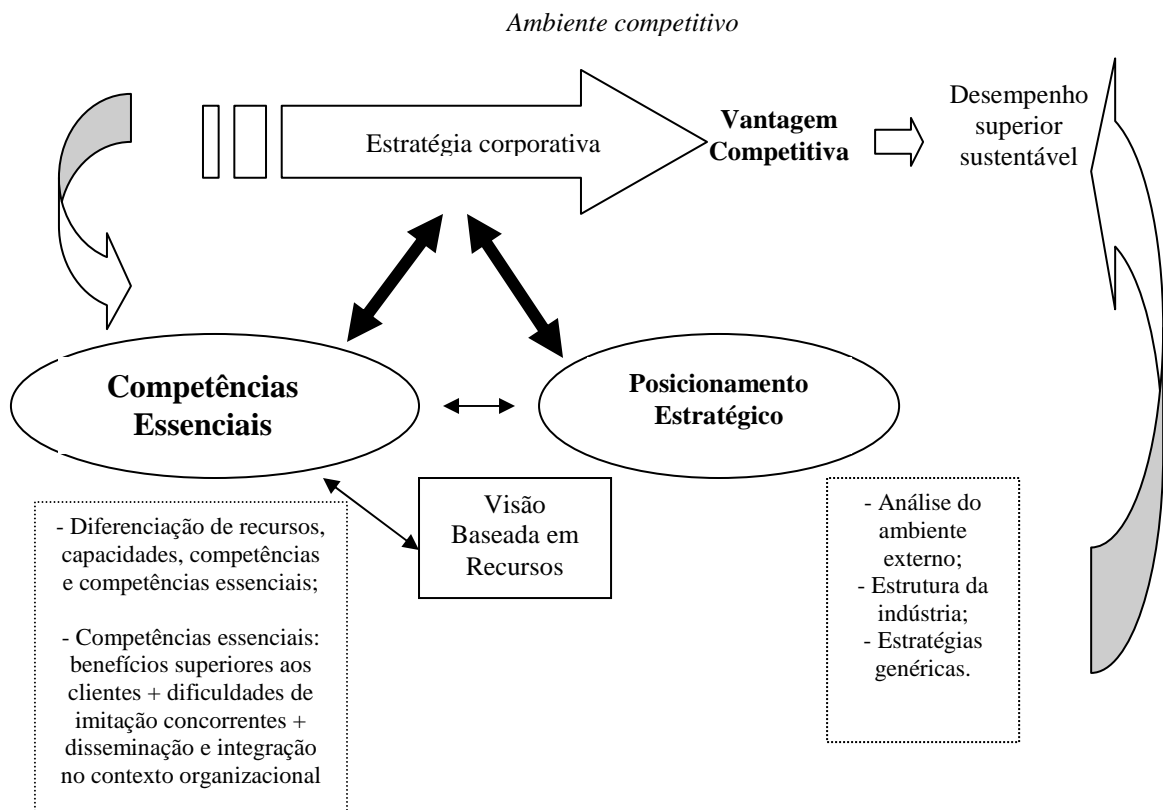 Ambiente competitivo
Estratégia corporativa
Vantagem
Competitiva
Desempenho
superior
sustentável
Competências
Essenciais
Posicionamento
Estratégico
Visão
Baseada em
Recursos
- Diferenciação de recursos,
capacidades, competências
e competências essenciais;
- Competências essenciais:
benefícios superiores aos
clientes + dificuldades de
imitação concorrentes +
disseminação e integração
no contexto organizacional
- Análise do
ambiente
externo;
- Estrutura da
indústria;
- Estratégias
genéricas.